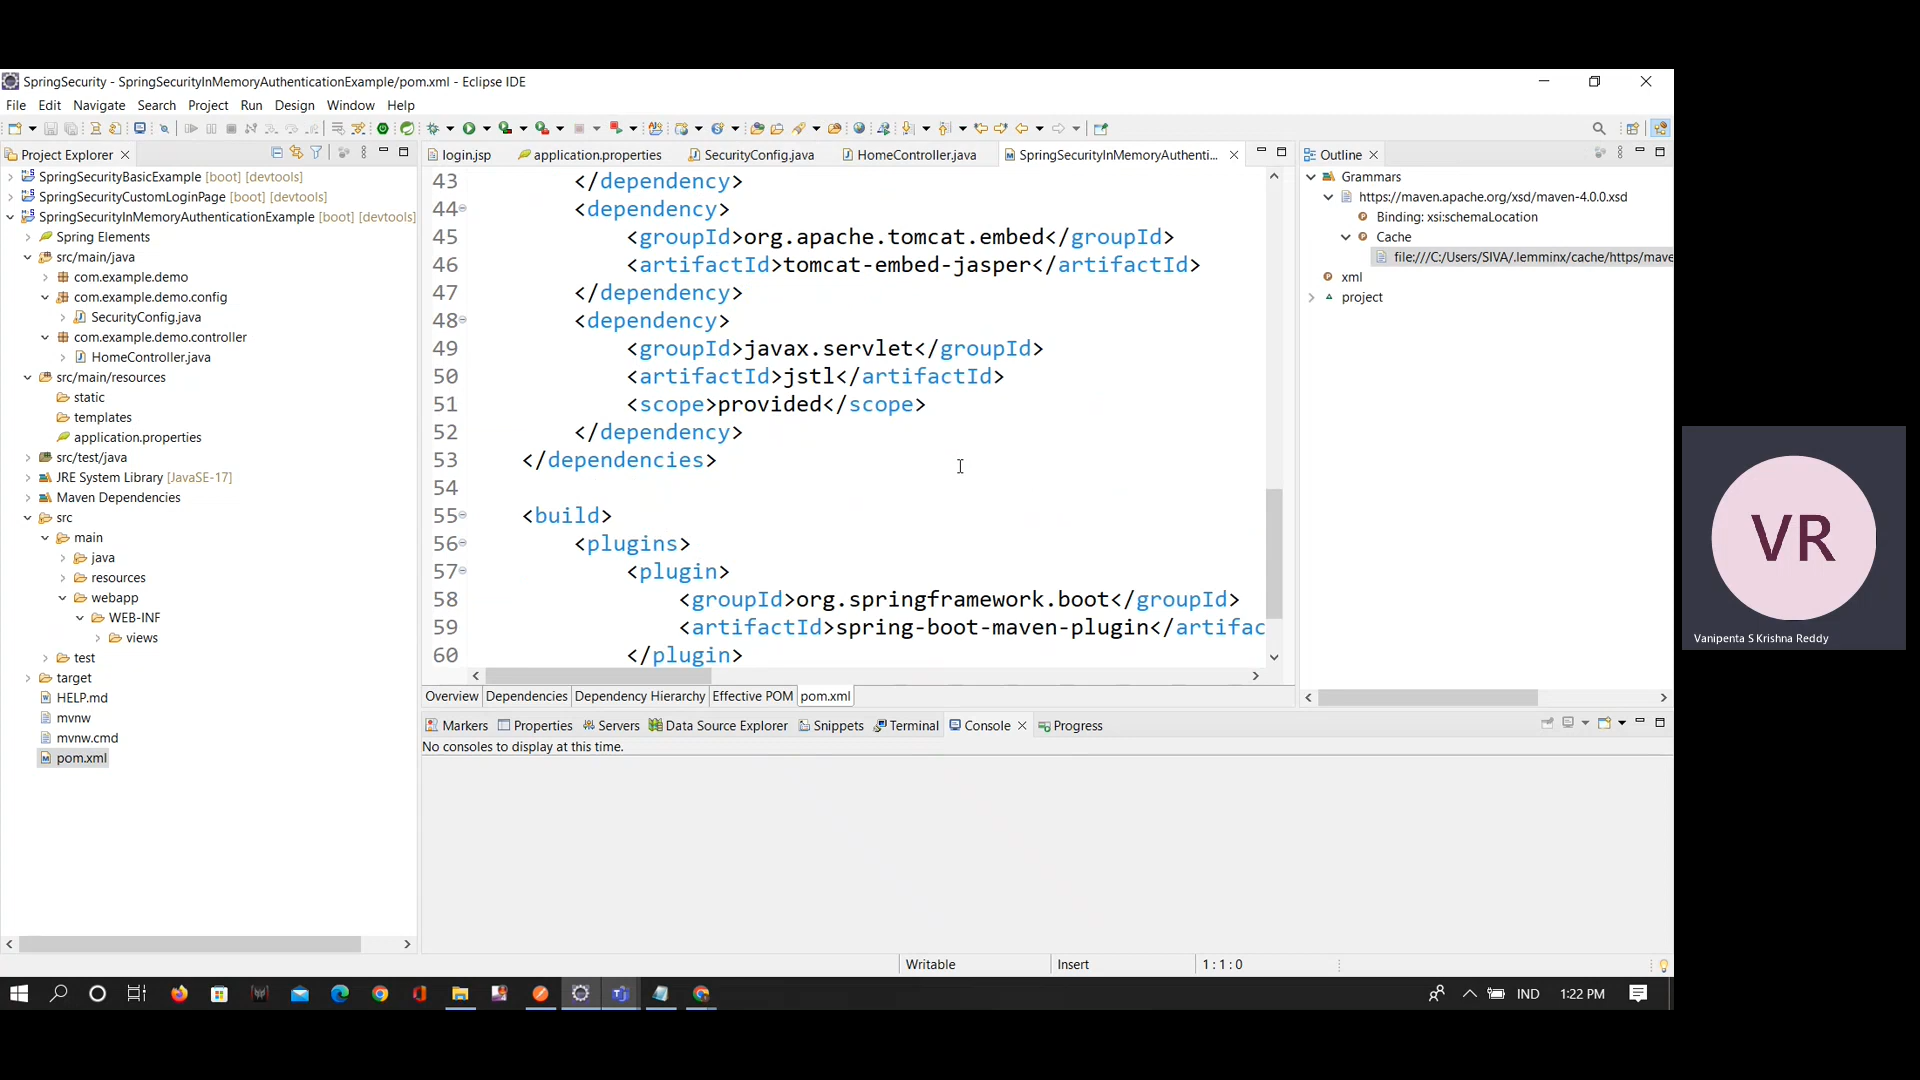 SpringSecurity - SpringSecurityInMemoryAuthenticationExample/pom.xml - Eclipse IDE
File Edit Navigate Search Project Run Design Window Help
Project Explorer
SpringSecurityBasicExample [boot] [devtools]
SpringSecurityCustomLoginPage [boot] [devtools]
SpringSecurityInMemoryAuthenticationExample [boot] [devtools]
Spring Elements
src/main/java
com.example.demo
com.example.demo.config
SecurityConfig.java
com.example.demo.controller
HomeController.java
src/main/resources
static
templates
application.properties
src/test/java
JRE System Library [JavaSE-17]
Maven Dependencies
src
main
java
resources
webapp
WEB-INF
views
test
target
HELP.md
mvnw
mvnw.cmd
pom.xml
login.jsp application.properties SecurityConfig.java HomeController.java SpringSecurityInMemoryAuthenti...
43 </dependency>
44 <dependency>
45 <groupId>org.apache.tomcat.embed</groupId>
46 <artifactId>tomcat-embed-jasper</artifactId>
47 </dependency>
48 <dependency>
49 <groupId>javax.servlet</groupId>
50 <artifactId>jstl</artifactId>
51 <scope>provided</scope>
52 </dependency>
53 </dependencies>
54
55 <build>
56 <plugins>
57 <plugin>
58 <groupId>org.springframework.boot</groupId>
59 <artifactId>spring-boot-maven-plugin</artifac
60 </plugin>
Overview Dependencies Dependency Hierarchy Effective POM pom.xml
Markers Properties Servers Data Source Explorer Snippets Terminal Console Progress
No consoles to display at this time.
Outline
Grammars
https://maven.apache.org/xsd/maven-4.0.0.xsd
Binding: xsi:schemaLocation
Cache
file:///C:/Users/SIVA/.lemminx/cache/https/mave
xml
project
VR
Vanipenta S Krishna Reddy
Writable Insert 1 : 1 : 0
IND 1:22 PM